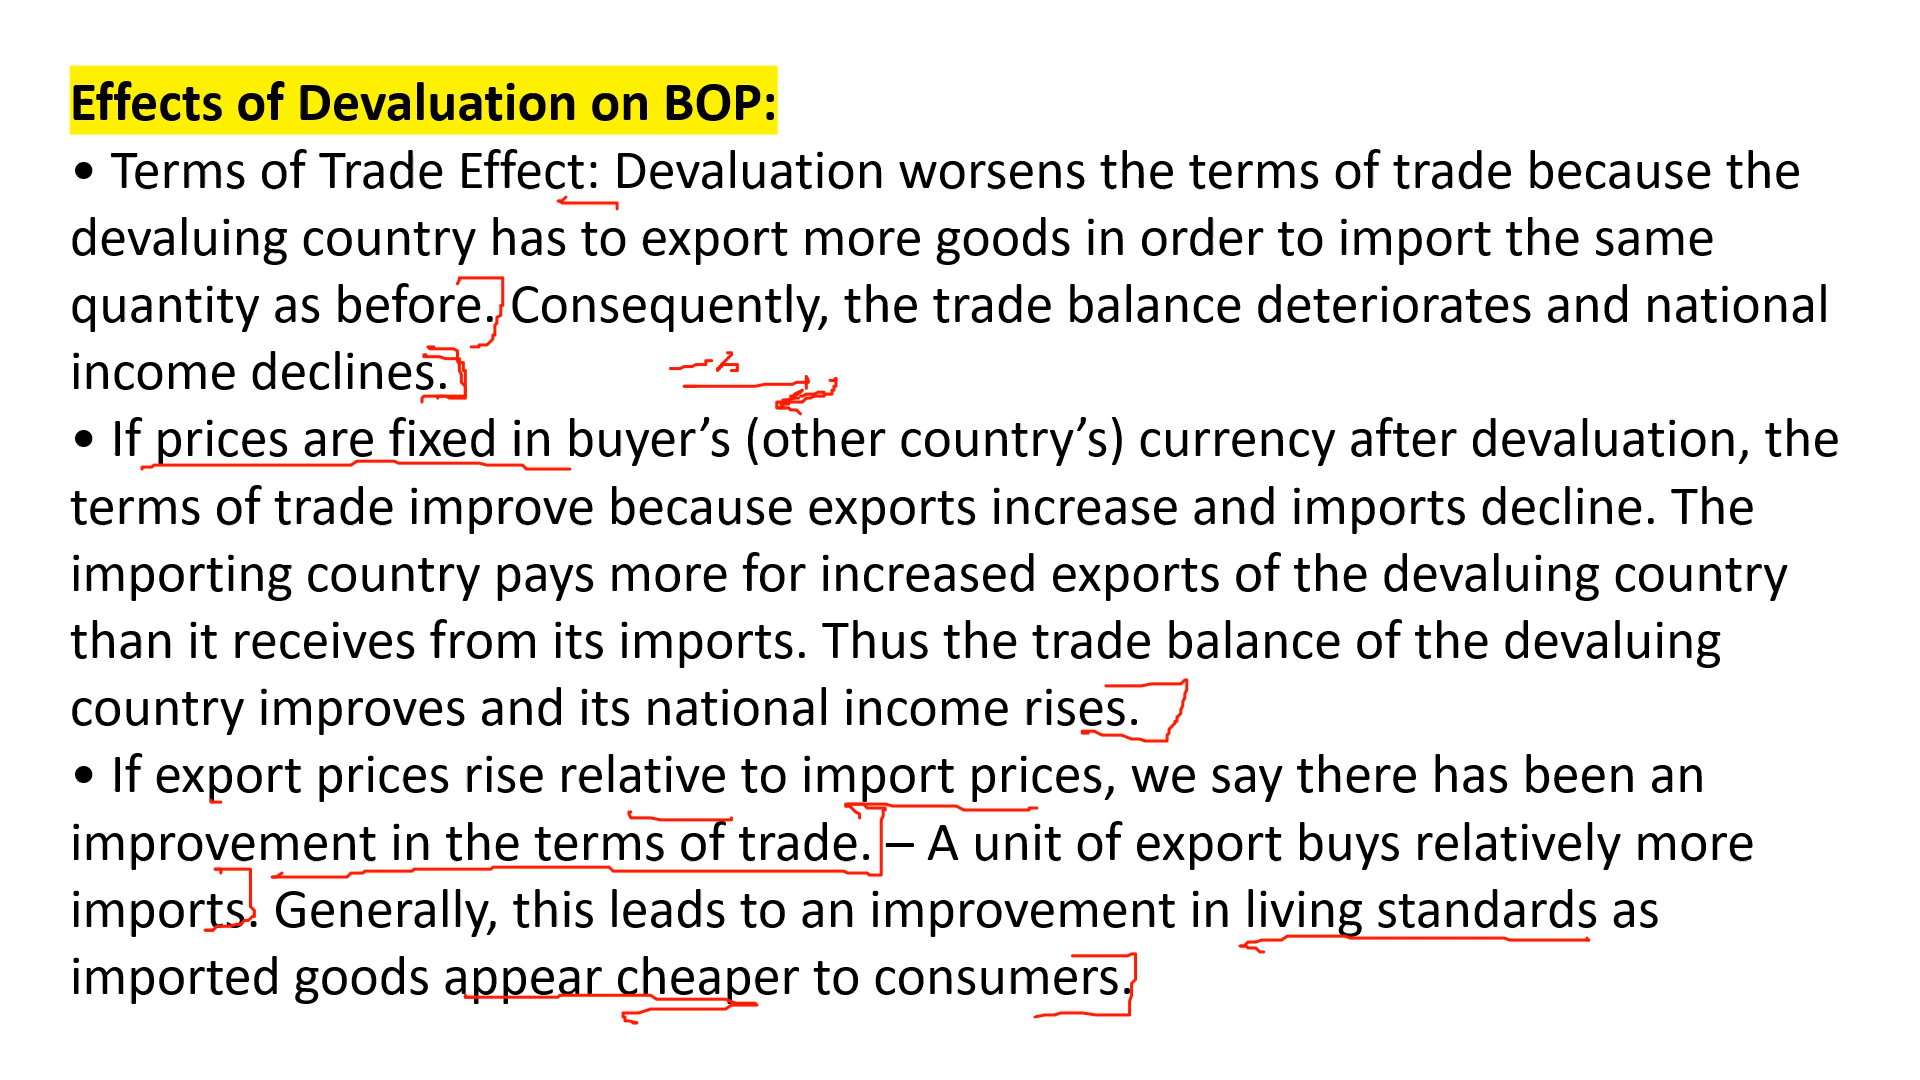 Effects of Devaluation on BOP:
• Terms of Trade Effect: Devaluation worsens the terms of trade because the
devaluing country has to export more goods in order to import the same
quantity as before. Consequently, the trade balance deteriorates and national
income declines.
• If prices are fixed in buyer’s (other country’s) currency after devaluation, the
terms of trade improve because exports increase and imports decline. The
importing country pays more for increased exports of the devaluing country
than it receives from its imports. Thus the trade balance of the devaluing
country improves and its national income rises.
• If export prices rise relative to import prices, we say there has been an
improvement in the terms of trade. – A unit of export buys relatively more
imports. Generally, this leads to an improvement in living standards as
imported goods appear cheaper to consumers.